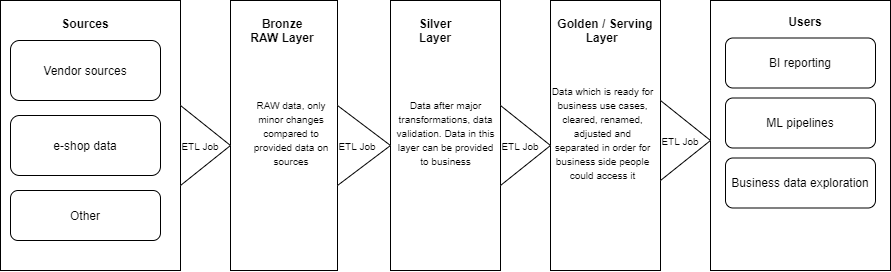 Sources
Vendor sources
e-shop data
Other
ETL Job
Bronze
RAW Layer
RAW data, only
minor changes
compared to
provided data on
sources
ETL Job
Silver
Layer
Data after major
transformations, data
validation. Data in this
layer can be provided
to business
ETL Job
Golden / Serving
Layer
Data which is ready for
business use cases,
cleared, renamed,
adjusted and
separated in order for
business side people
could access it
ETL Job
Users
BI reporting
ML pipelines
Business data exploration